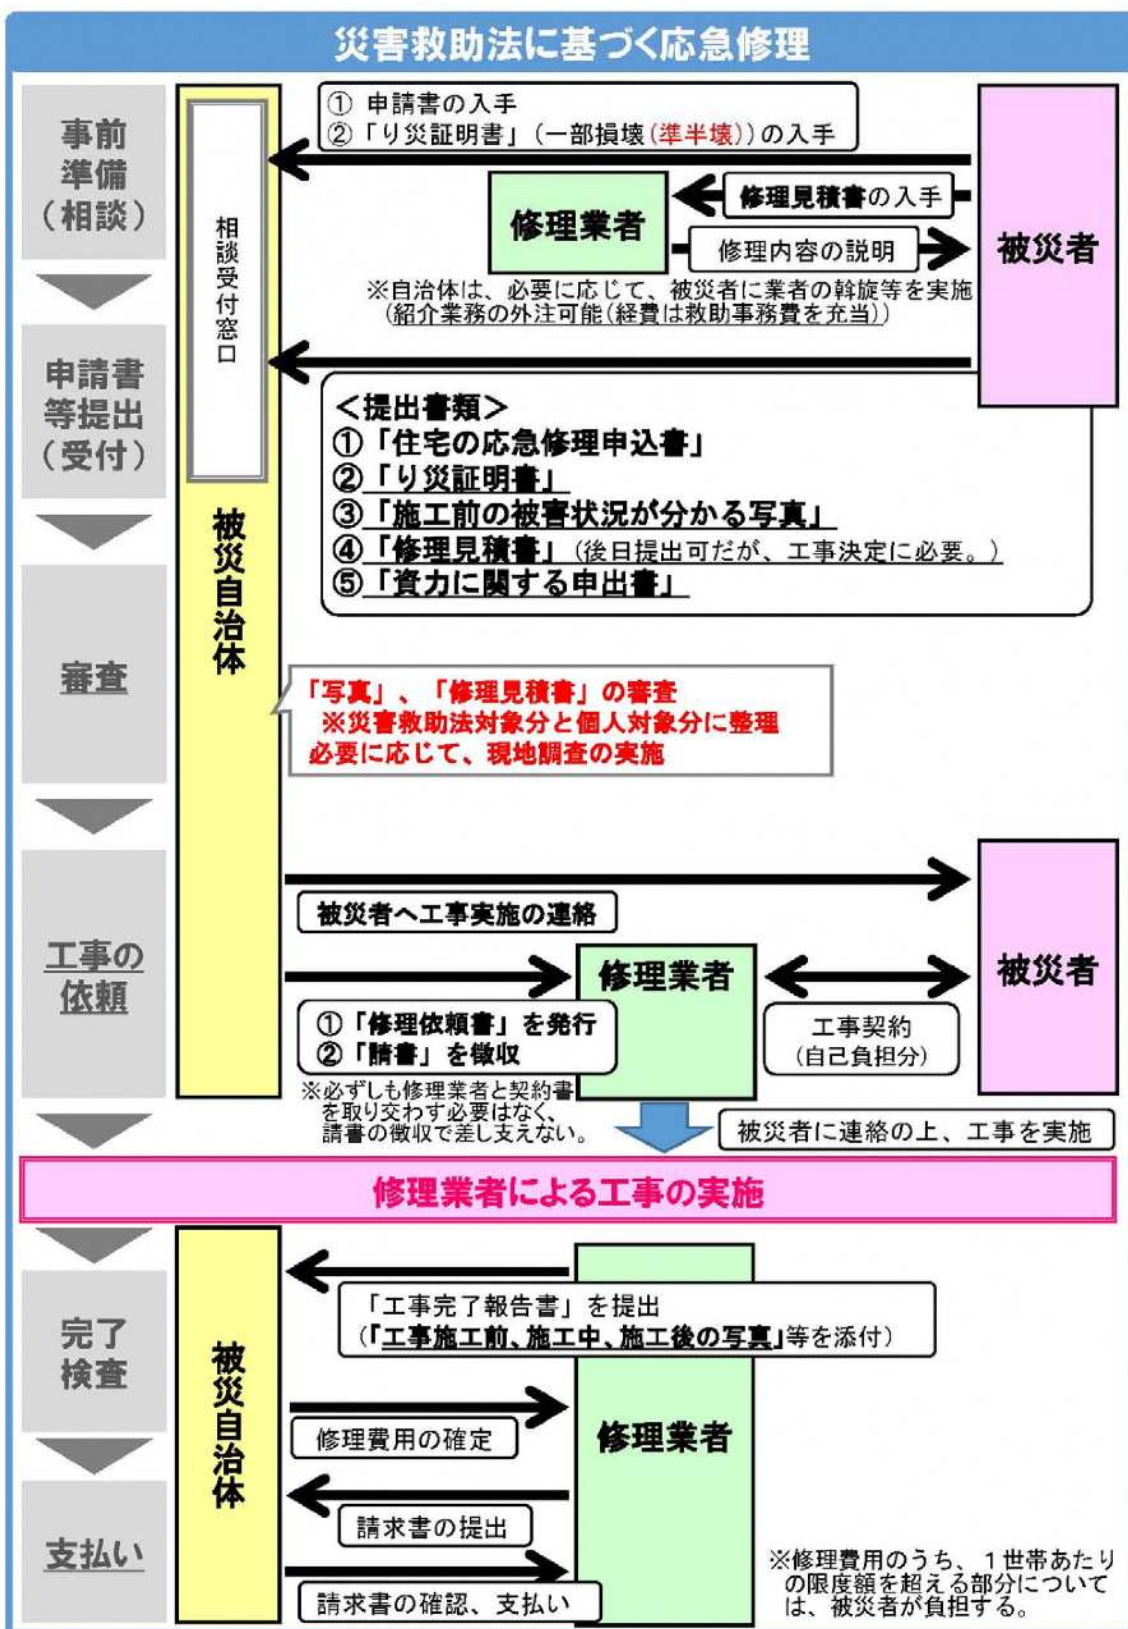 災害救助法に基づく応急修理
事前
準備
(相談)
相談受付窓口
① 申請書の入手
② 「り災証明書」(一部損壊(準半壊))の入手
修理業者
修理見積書の入手
修理内容の説明
被災者
※自治体は、必要に応じて、被災者に業者の斡旋等を実施
(紹介業務の外注可能(経費は救助事務費を充当))
申請書
等提出
(受付)
<提出書類>
①「住宅の応急修理申込書」
②「り災証明書」
③「施工前の被害状況が分かる写真」
④「修理見積書」(後日提出可だが、工事決定に必要。)
⑤「資力に関する申出書」
被災自治体
審査
「写真」、「修理見積書」の審査
※災害救助法対象分と個人対象分に整理
必要に応じて、現地調査の実施
工事の
依頼
被災者へ工事実施の連絡
修理業者
被災者
①「修理依頼書」を発行
②「請書」を徴収
工事契約
(自己負担分)
※必ずしも修理業者と契約書
を取り交わす必要はなく、
請書の徴収で差し支えない。
被災者に連絡の上、工事を実施
修理業者による工事の実施
完了
検査
被災自治体
「工事完了報告書」を提出
(「工事施工前、施工中、施工後の写真」等を添付)
修理費用の確定
修理業者
請求書の提出
支払い
請求書の確認、支払い
※修理費用のうち、1世帯あたり
の限度額を超える部分について
は、被災者が負担する。